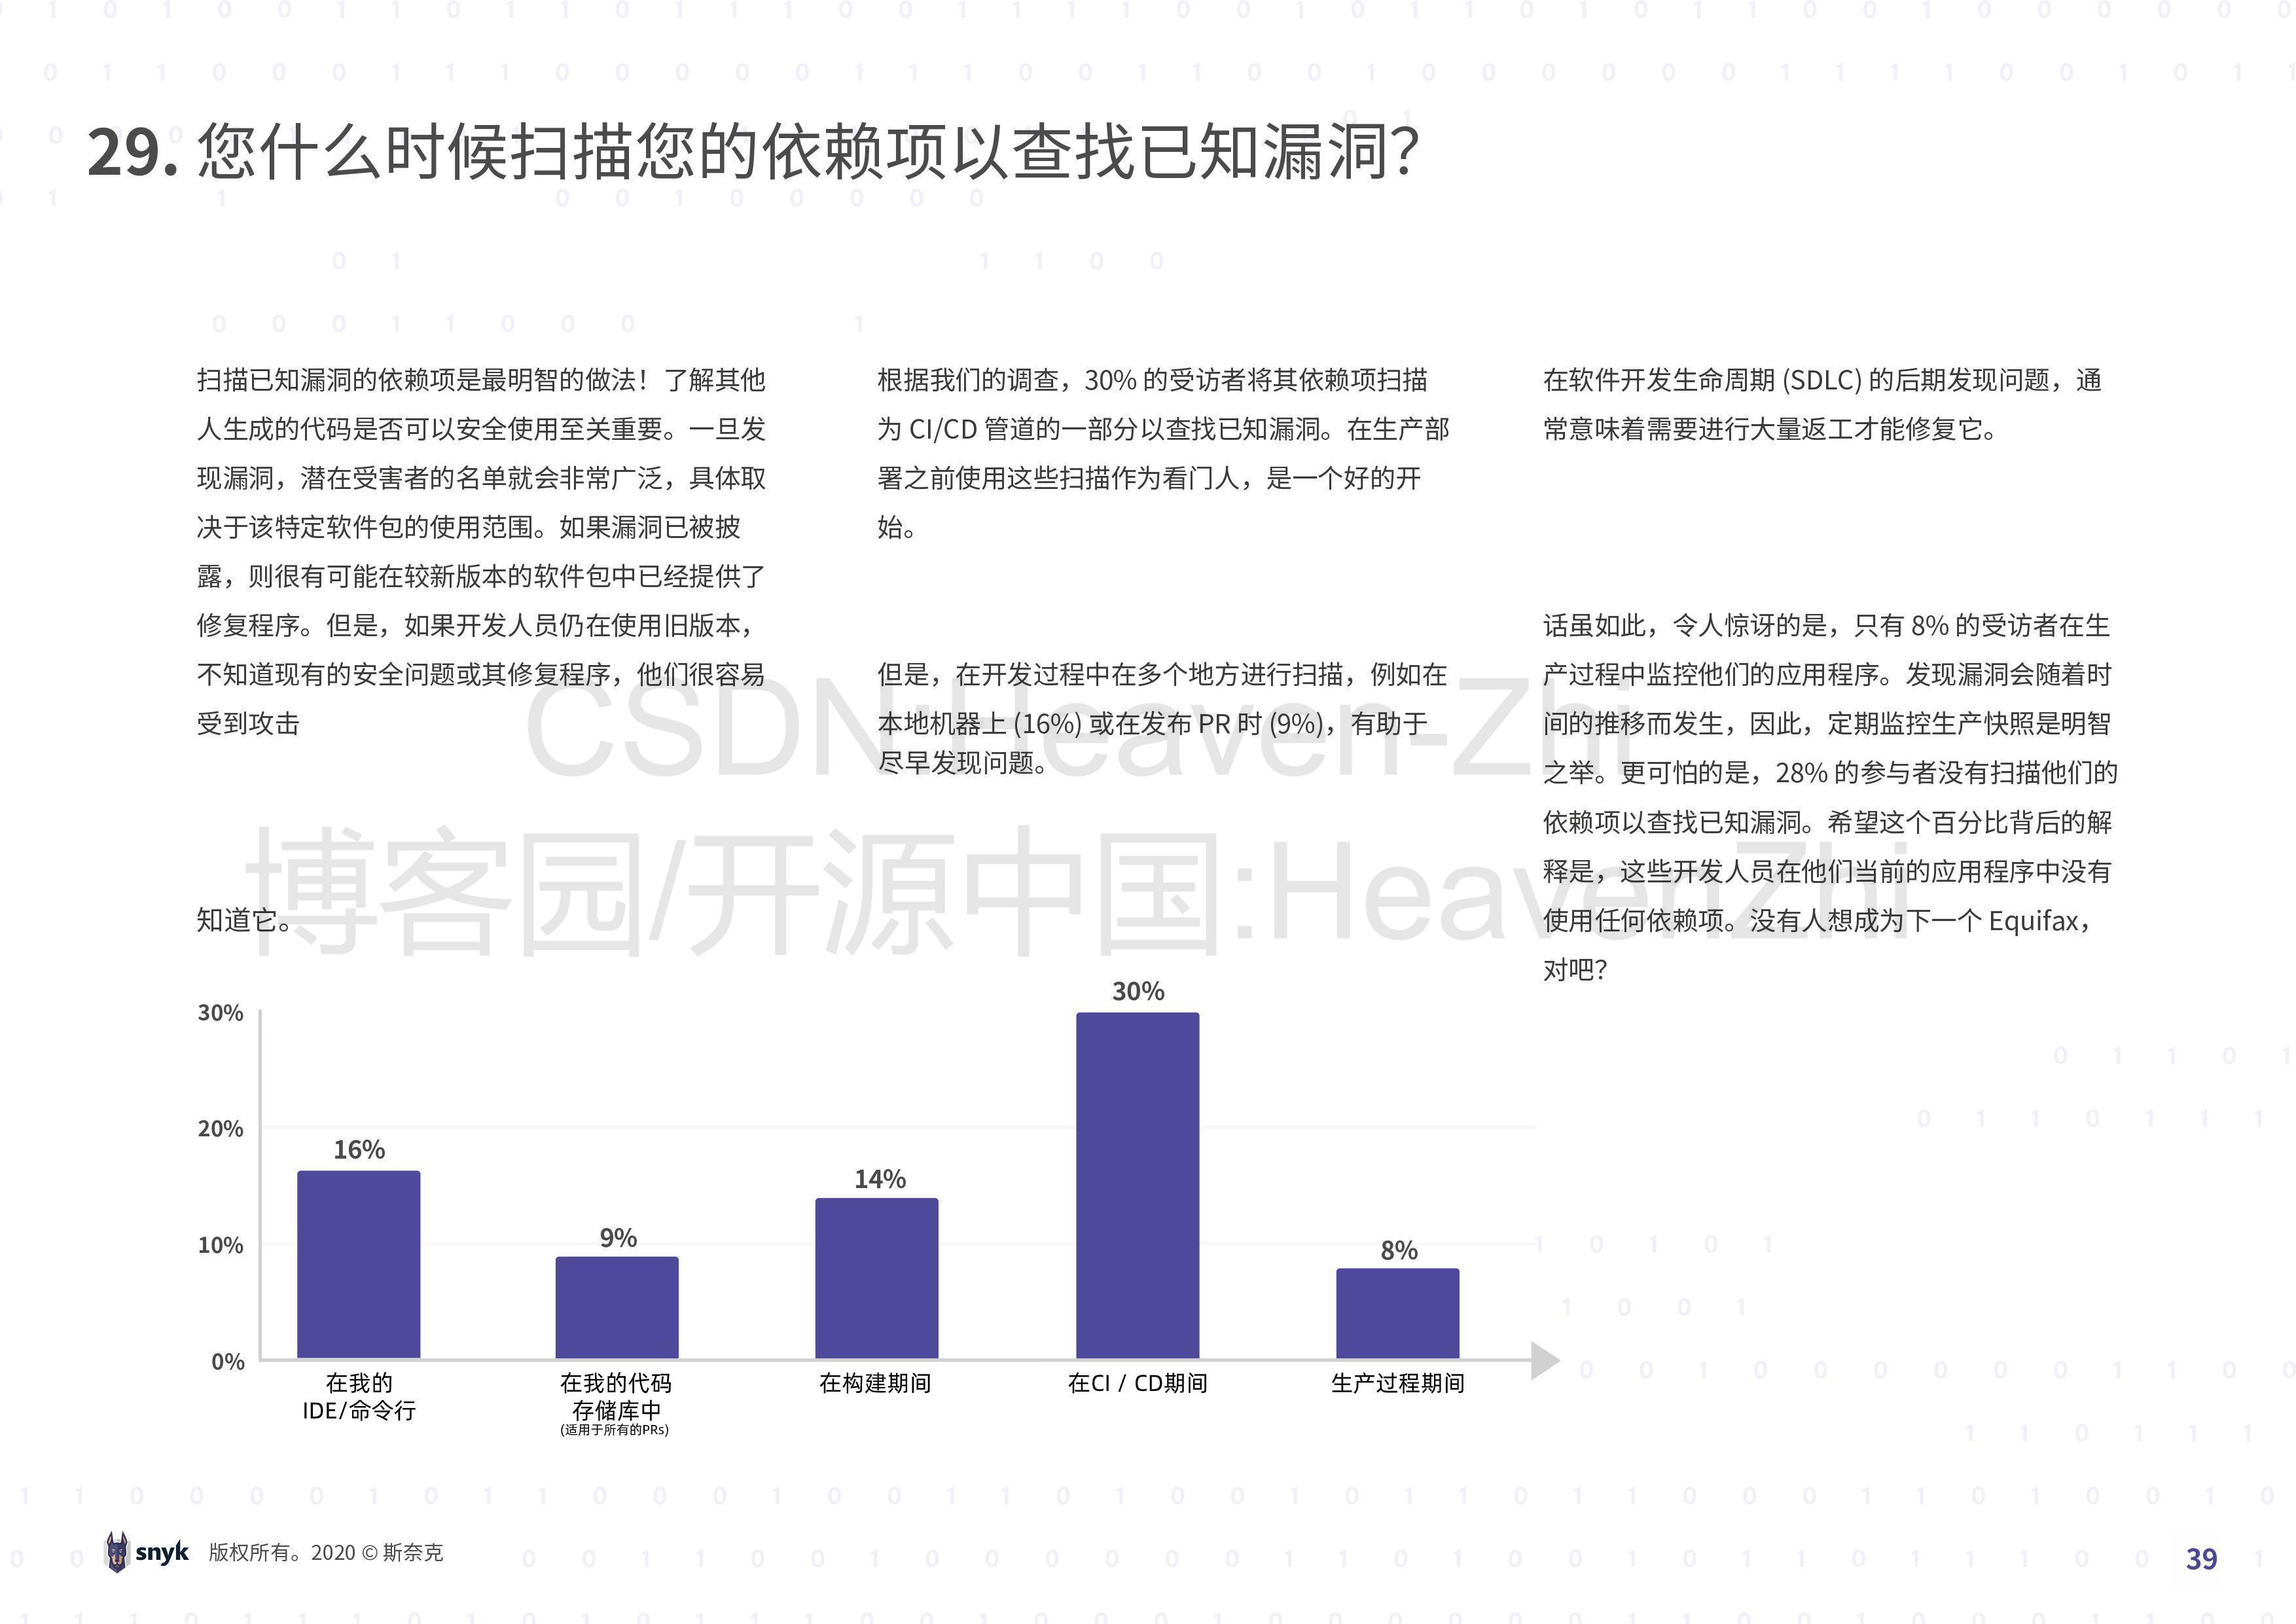 29. 您什么时候扫描您的依赖项以查找已知漏洞？
扫描已知漏洞的依赖项是最明智的做法！了解其他
人生成的代码是否可以安全使用至关重要。一旦发
现漏洞，潜在受害者的名单就会非常广泛，具体取
决于该特定软件包的使用范围。如果漏洞已被披
露，则很有可能在较新版本的软件包中已经提供了
修复程序。但是，如果开发人员仍在使用旧版本，
不知道现有的安全问题或其修复程序，他们很容易
受到攻击
知道它。
根据我们的调查，30% 的受访者将其依赖项扫描
为 CI/CD 管道的一部分以查找已知漏洞。在生产部
署之前使用这些扫描作为看门人，是一个好的开
始。
但是，在开发过程中在多个地方进行扫描，例如在
本地机器上 (16%) 或在发布 PR 时 (9%)，有助于
尽早发现问题。
在软件开发生命周期 (SDLC) 的后期发现问题，通
常意味着需要进行大量返工才能修复它。
话虽如此，令人惊讶的是，只有 8% 的受访者在生
产过程中监控他们的应用程序。发现漏洞会随着时
间的推移而发生，因此，定期监控生产快照是明智
之举。更可怕的是，28% 的参与者没有扫描他们的
依赖项以查找已知漏洞。希望这个百分比背后的解
释是，这些开发人员在他们当前的应用程序中没有
使用任何依赖项。没有人想成为下一个 Equifax，
对吧？
CSDN:Heaven-Zhi
博客园/开源中国:HeavenZhi
30%
20%
10%
0%
16%
9%
14%
30%
8%
在我的
IDE/命令行
在我的代码
存储库中
(适用于所有的PRs)
在构建期间
在CI / CD期间
生产过程期间
snyk 版权所有。2020 © 斯奈克
39